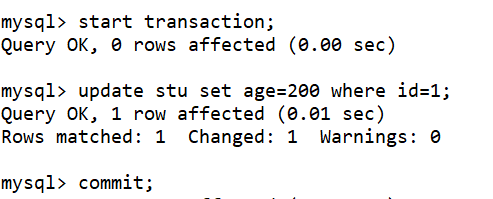 mysql> start transaction;
Query OK, 0 rows affected (0.00 sec)
mysql> update stu set age=200 where id=1;
Query OK, 1 row affected (0.01 sec)
Rows matched: 1  Changed: 1  Warnings: 0
mysql> commit;